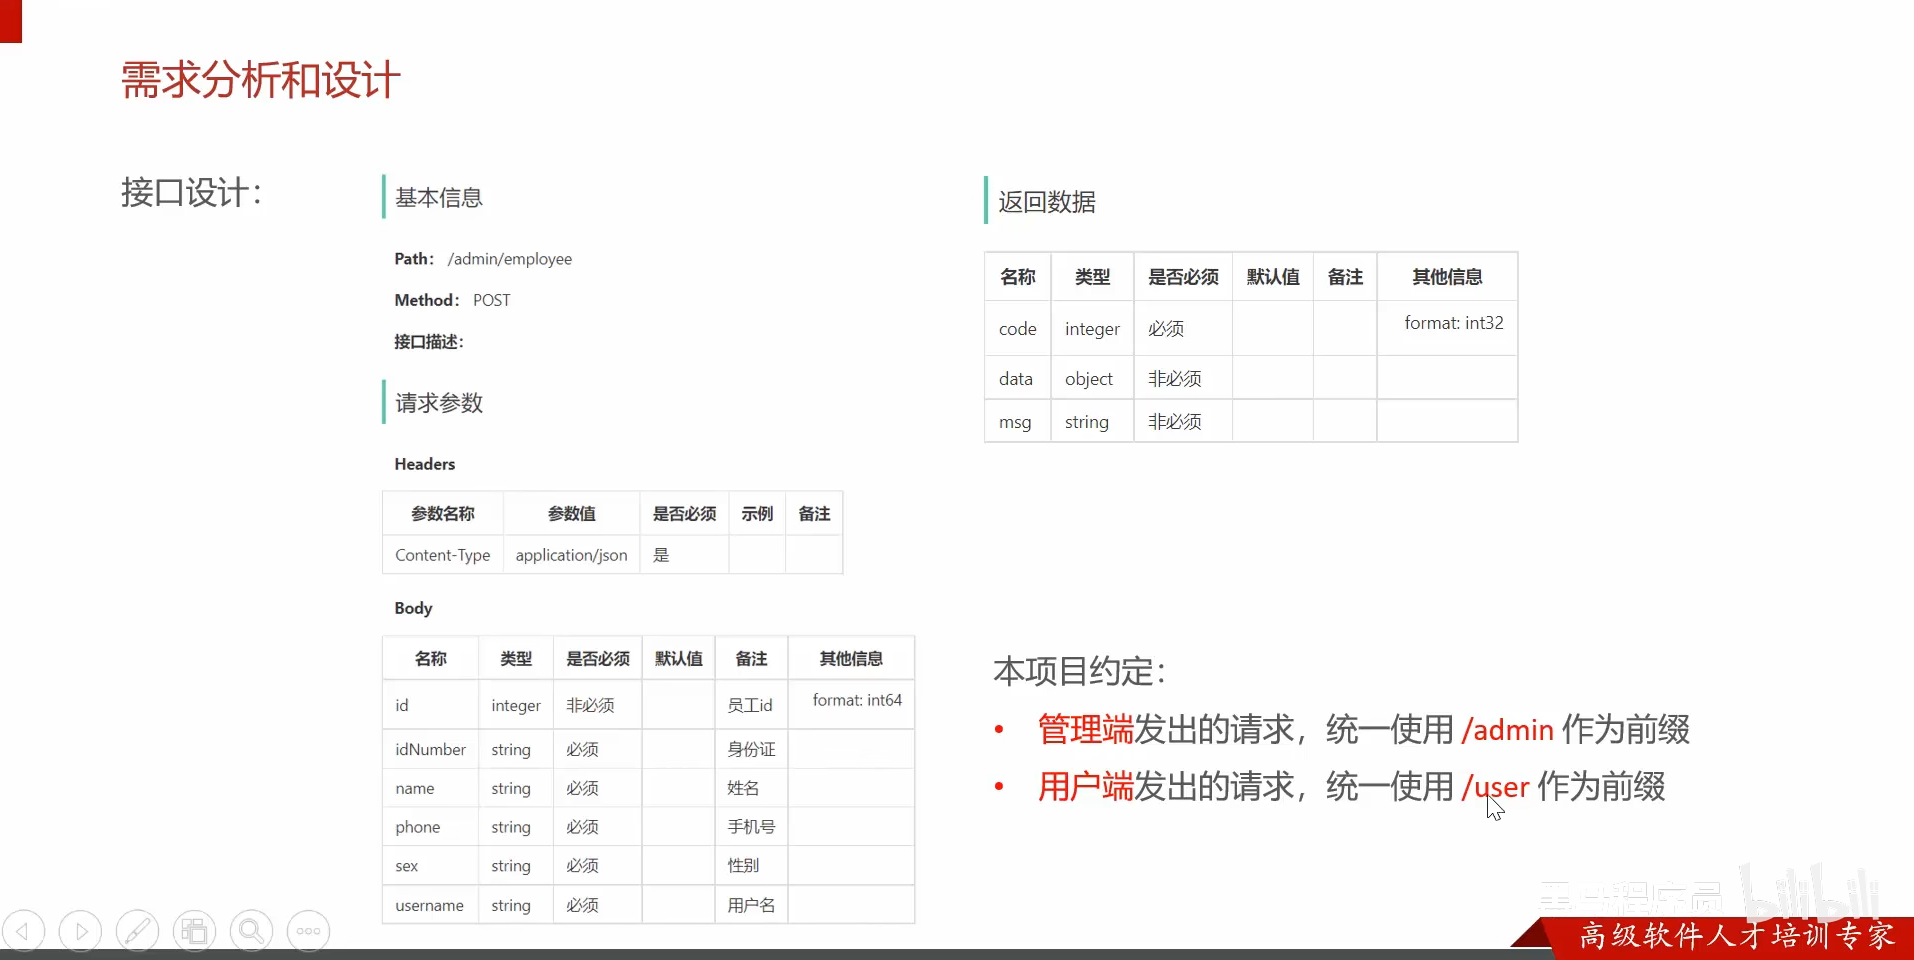 需求分析和设计
接口设计：
基本信息
Path： /admin/employee
Method： POST
接口描述：
请求参数
Headers
参数名称 参数值 是否必须 示例 备注
Content-Type application/json 是
Body
名称 类型 是否必须 默认值 备注 其他信息
id integer 非必须 员工id format: int64
idNumber string 必须 身份证
name string 必须 姓名
phone string 必须 手机号
sex string 必须 性别
username string 必须 用户名
返回数据
名称 类型 是否必须 默认值 备注 其他信息
code integer 必须 format: int32
data object 非必须
msg string 非必须
本项目约定：
• 管理端发出的请求，统一使用 /admin 作为前缀
• 用户端发出的请求，统一使用 /user 作为前缀
黑马程序员 bilibili
高级软件人才培训专家